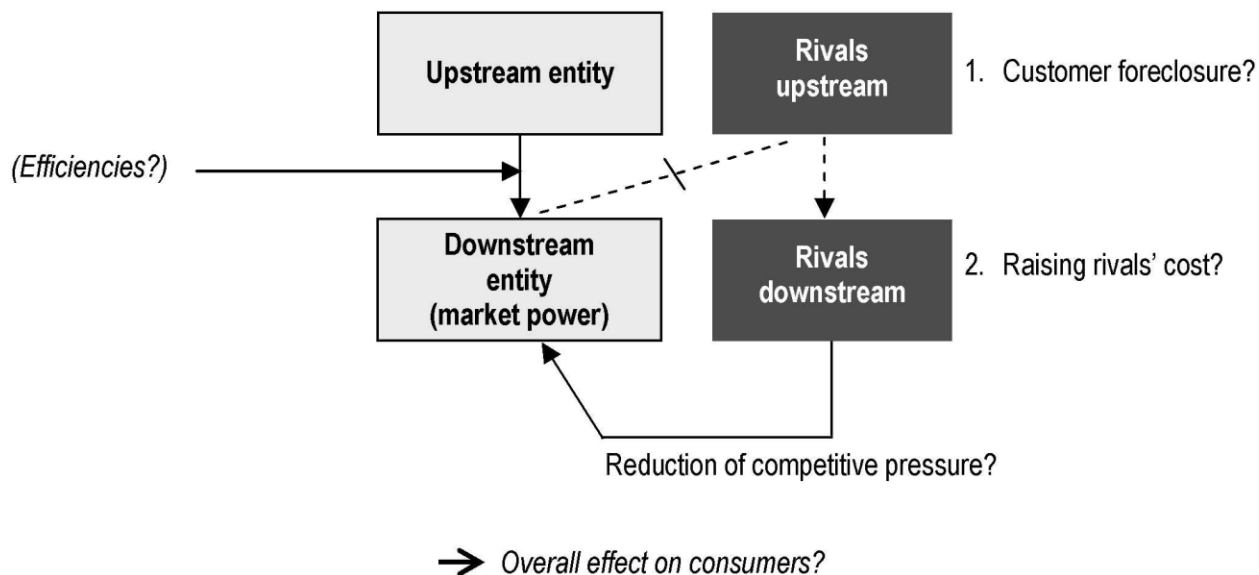 Upstream entity
Rivals
upstream
1. Customer foreclosure?
(Efficiencies?)
Downstream
entity
(market power)
Rivals
downstream
2. Raising rivals’ cost?
Reduction of competitive pressure?
Overall effect on consumers?